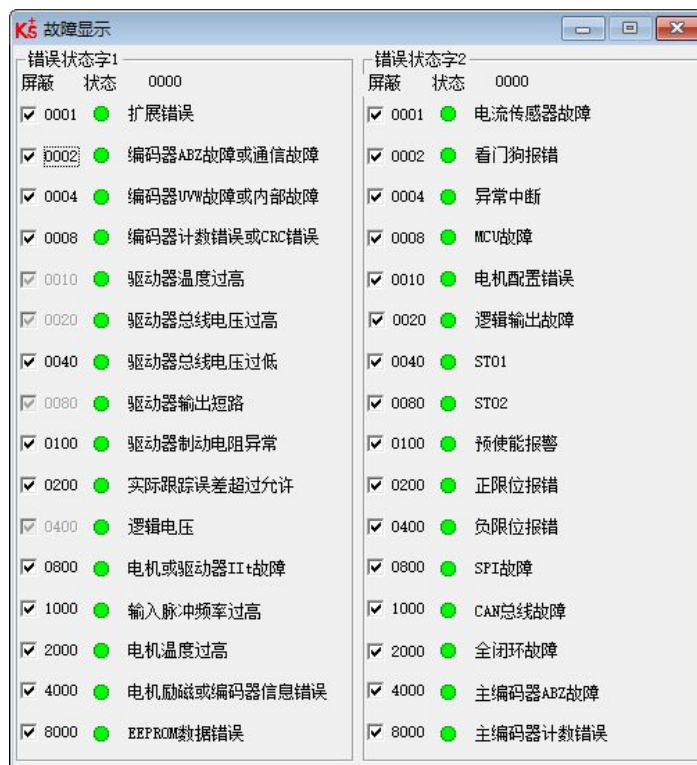 K+S 故障显示
错误状态字1
屏蔽 状态 0000
0001 扩展错误
0002 编码器ABZ故障或通信故障
0004 编码器UVW故障或内部故障
0008 编码器计数错误或CRC错误
0010 驱动器温度过高
0020 驱动器总线电压过高
0040 驱动器总线电压过低
0080 驱动器输出短路
0100 驱动器制动电阻异常
0200 实际跟踪误差超过允许
0400 逻辑电压
0800 电机或驱动器IIt故障
1000 输入脉冲频率过高
2000 电机温度过高
4000 电机励磁或编码器信息错误
8000 EEPROM数据错误
错误状态字2
屏蔽 状态 0000
0001 电流传感器故障
0002 看门狗报错
0004 异常中断
0008 MCU故障
0010 电机配置错误
0020 逻辑输出故障
0040 STO1
0080 STO2
0100 预使能报警
0200 正限位报错
0400 负限位报错
0800 SPI故障
1000 CAN总线故障
2000 全闭环故障
4000 主编码器ABZ故障
8000 主编码器计数错误